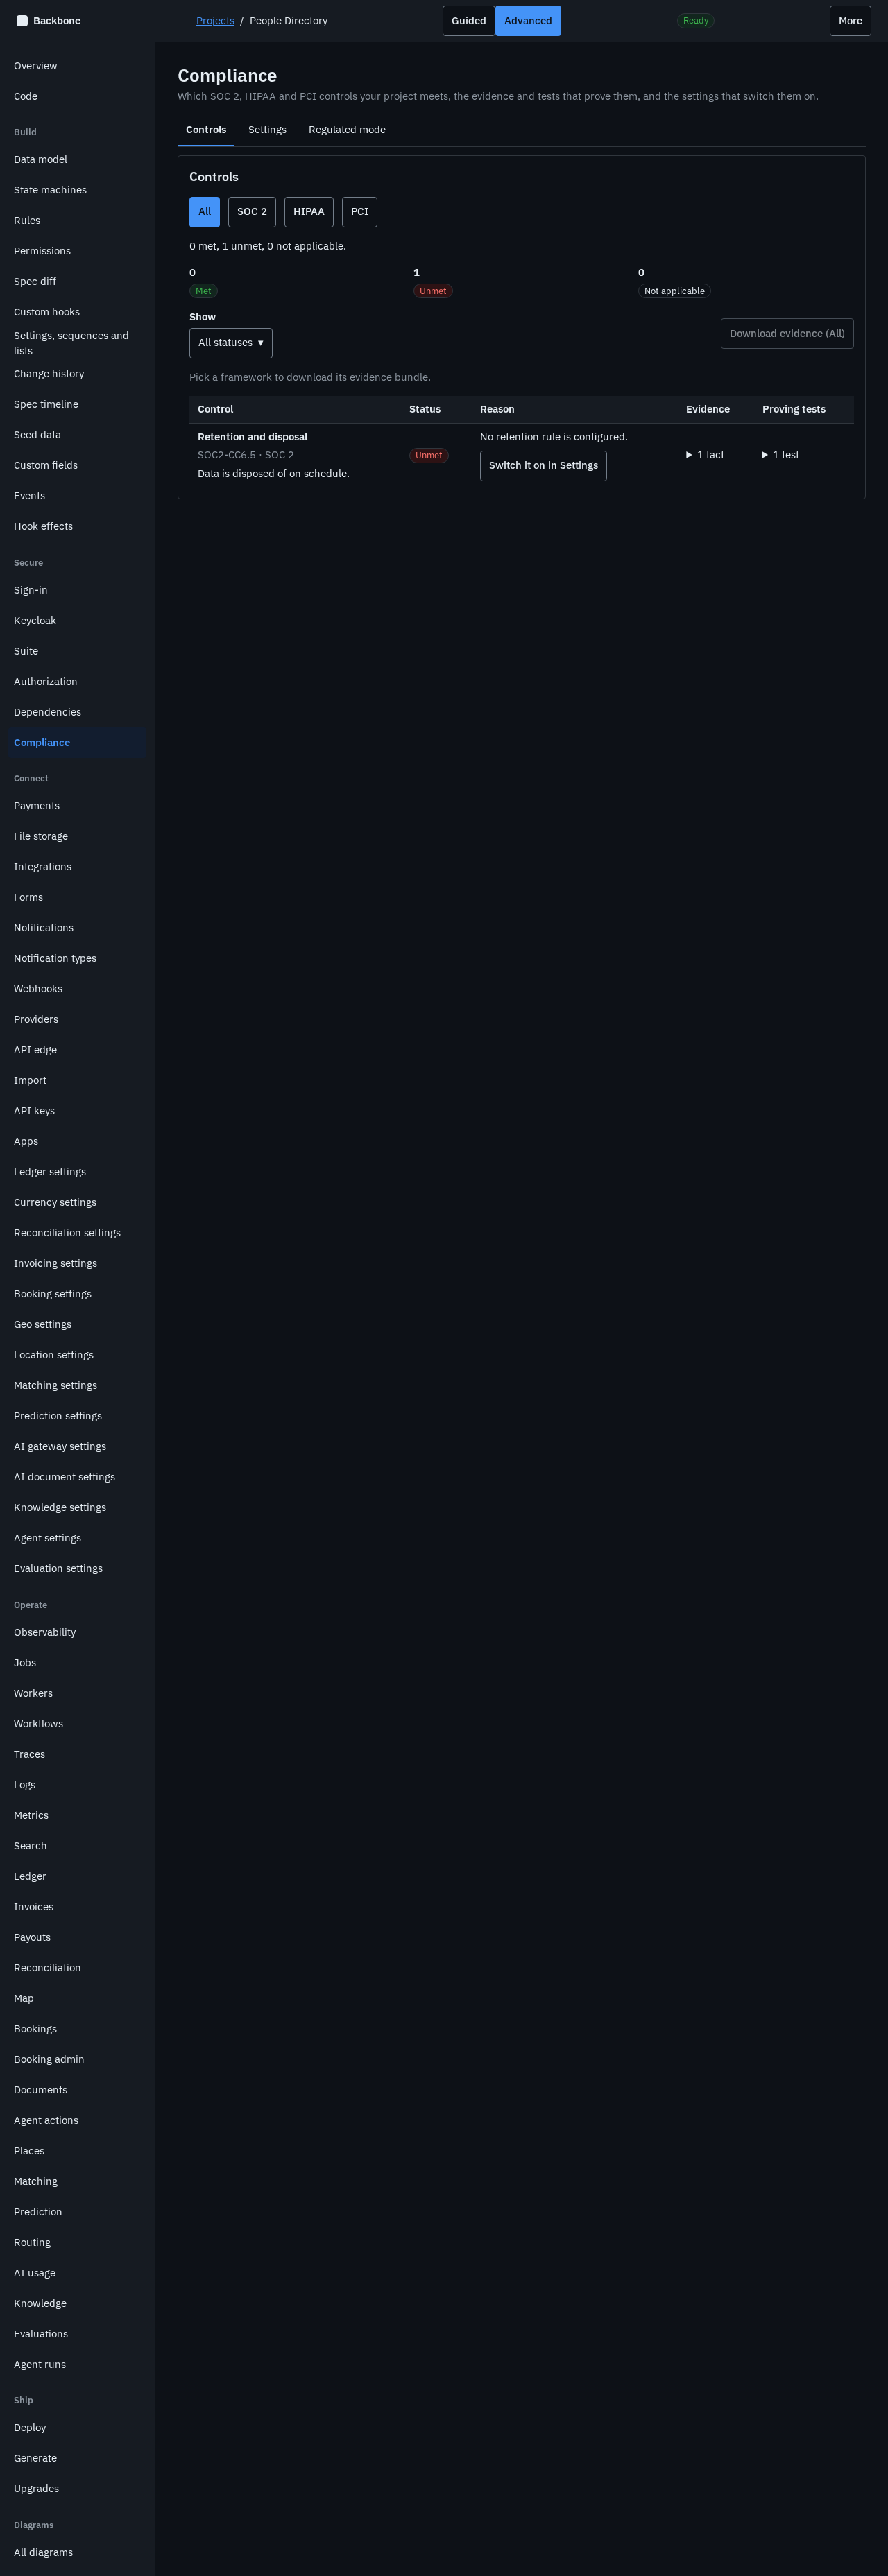 Backbone
Projects / People Directory
Guided
Advanced
Ready
More
Overview
Code
Build
Data model
State machines
Rules
Permissions
Spec diff
Custom hooks
Settings, sequences and
lists
Change history
Spec timeline
Seed data
Custom fields
Events
Hook effects
Secure
Sign-in
Keycloak
Suite
Authorization
Dependencies
Compliance
Connect
Payments
File storage
Integrations
Forms
Notifications
Notification types
Webhooks
Providers
API edge
Import
API keys
Apps
Ledger settings
Currency settings
Reconciliation settings
Invoicing settings
Booking settings
Geo settings
Location settings
Matching settings
Prediction settings
AI gateway settings
AI document settings
Knowledge settings
Agent settings
Evaluation settings
Operate
Observability
Jobs
Workers
Workflows
Traces
Logs
Metrics
Search
Ledger
Invoices
Payouts
Reconciliation
Map
Bookings
Booking admin
Documents
Agent actions
Places
Matching
Prediction
Routing
AI usage
Knowledge
Evaluations
Agent runs
Ship
Deploy
Generate
Upgrades
Diagrams
All diagrams
Compliance
Which SOC 2, HIPAA and PCI controls your project meets, the evidence and tests that prove them, and the settings that switch them on.
Controls
Settings
Regulated mode
Controls
All
SOC 2
HIPAA
PCI
0 met, 1 unmet, 0 not applicable.
0
Met
1
Unmet
0
Not applicable
Show
All statuses ▾
Download evidence (All)
Pick a framework to download its evidence bundle.
Control
Status
Reason
Evidence
Proving tests
Retention and disposal
SOC2-CC6.5 · SOC 2
Data is disposed of on schedule.
Unmet
No retention rule is configured.
Switch it on in Settings
▶ 1 fact
▶ 1 test